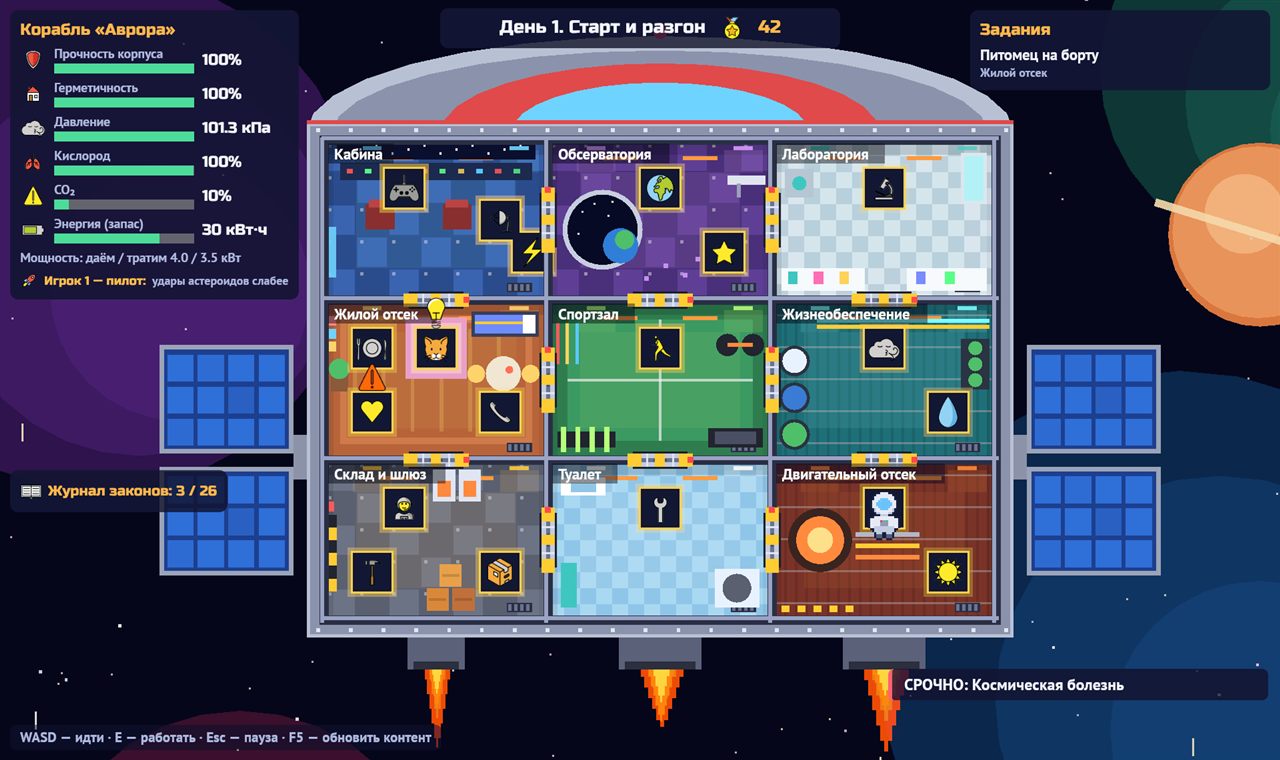 Корабль «Аврора»
Прочность корпуса 100%
Герметичность 100%
Давление 101.3 кПа
Кислород 100%
CO₂ 10%
Энергия (запас) 30 кВт·ч
Мощность: даём / тратим 4.0 / 3.5 кВт
Игрок 1 — пилот: удары астероидов слабее
День 1. Старт и разгон 42
Задания
Питомец на борту
Жилой отсек
Кабина
Обсерватория
Лаборатория
Жилой отсек
Спортзал
Жизнеобеспечение
Склад и шлюз
Туалет
Двигательный отсек
Журнал законов: 3 / 26
СРОЧНО: Космическая болезнь
WASD — идти · E — работать · Esc — пауза · F5 — обновить контент